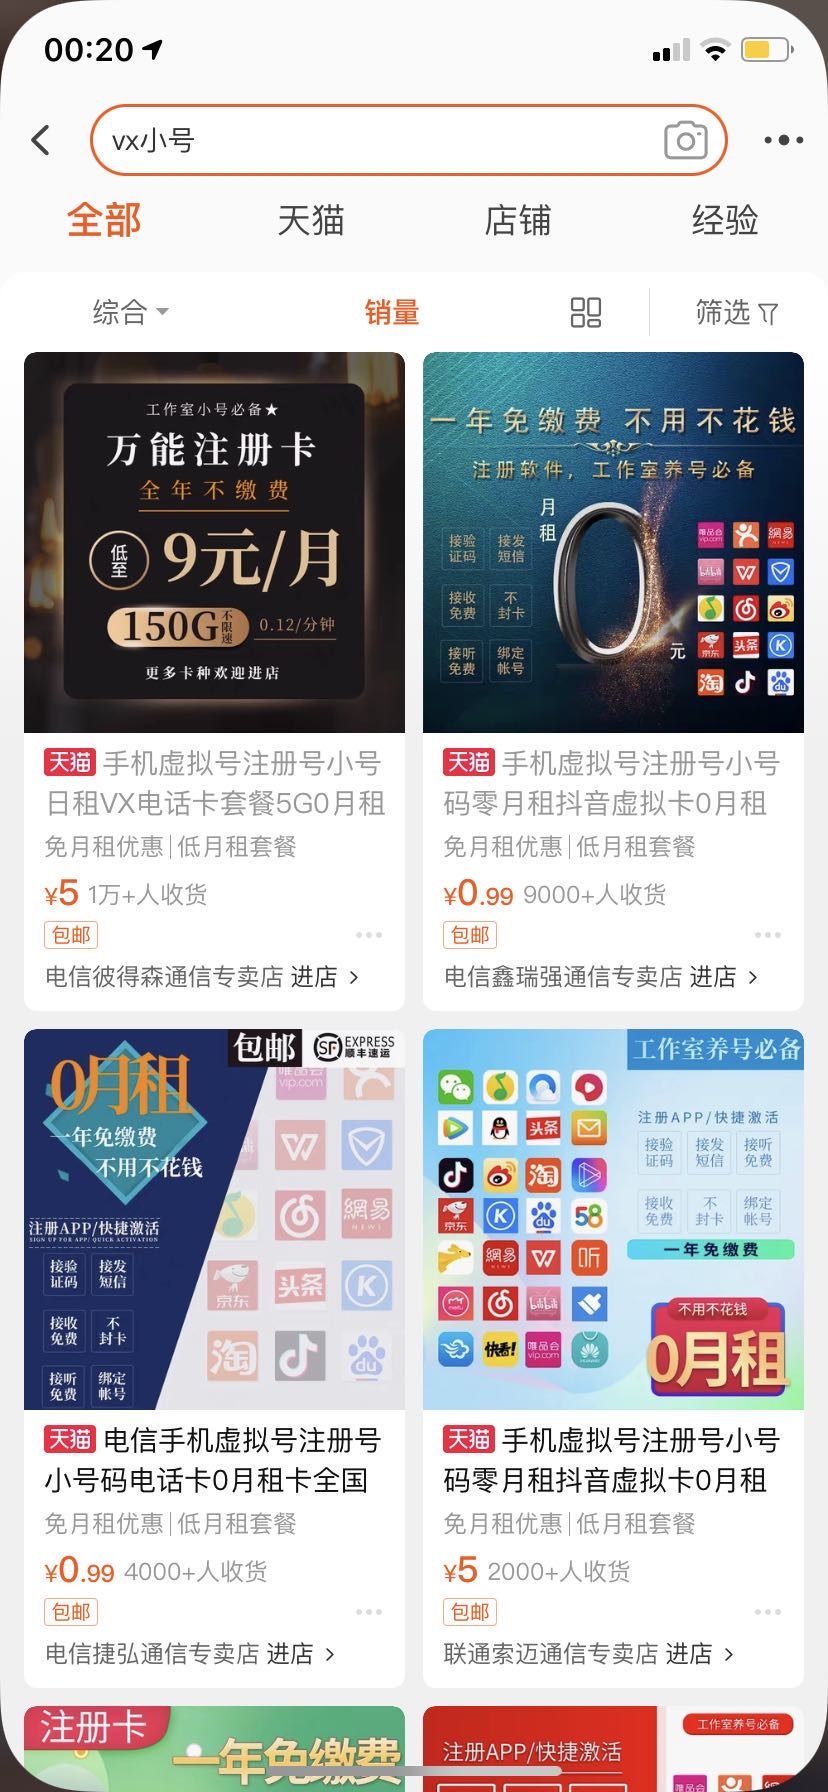 00:20
vx小号
全部 天猫 店铺 经验
综合 销量 筛选
工作室小号必备★
万能注册卡
全年不缴费
低至 9元/月
150G不限速 0.12/分钟
更多卡种欢迎进店
天猫 手机虚拟号注册号小号
日租VX电话卡套餐5G0月租
免月租优惠|低月租套餐
¥5 1万+人收货
包邮
电信彼得森通信专卖店 进店
一年免缴费 不用不花钱
注册软件，工作室养号必备
月租 0 元
接验证码 接发短信
接收免费 不封卡
接听免费 绑定帐号
唯品会 vip.com
網易 NEWS
bilibili
京东 头条 K
淘 du
天猫 手机虚拟号注册号小号
码零月租抖音虚拟卡0月租
免月租优惠|低月租套餐
¥0.99 9000+人收货
包邮
电信鑫瑞强通信专卖店 进店
包邮 SF EXPRESS 顺丰速运
0月租
一年免缴费
不用不花钱
注册APP/快捷激活
SIGN UP FOR APP/ QUICK ACTIVATION
接验证码 接发短信
接收免费 不封卡
接听免费 绑定帐号
唯品会 vip.com
網易 NEWS
京东 头条 K
淘 du
天猫 电信手机虚拟号注册号
小号码电话卡0月租卡全国
免月租优惠|低月租套餐
¥0.99 4000+人收货
包邮
电信捷弘通信专卖店 进店
工作室养号必备
注册APP/快捷激活
接验证码 接发短信 接听免费
接收免费 不封卡 绑定帐号
一年免缴费
不用不花钱
0月租
头条
淘
京东 K du 58
網易 NEWS 听
meitu bilibili
快看! 唯品会 vip.com HUAWEI
天猫 手机虚拟号注册号小号
码零月租抖音虚拟卡0月租
免月租优惠|低月租套餐
¥5 2000+人收货
包邮
联通索迈通信专卖店 进店
注册卡
一年免缴费
注册APP/快捷激活
工作室养号必备
唯品会